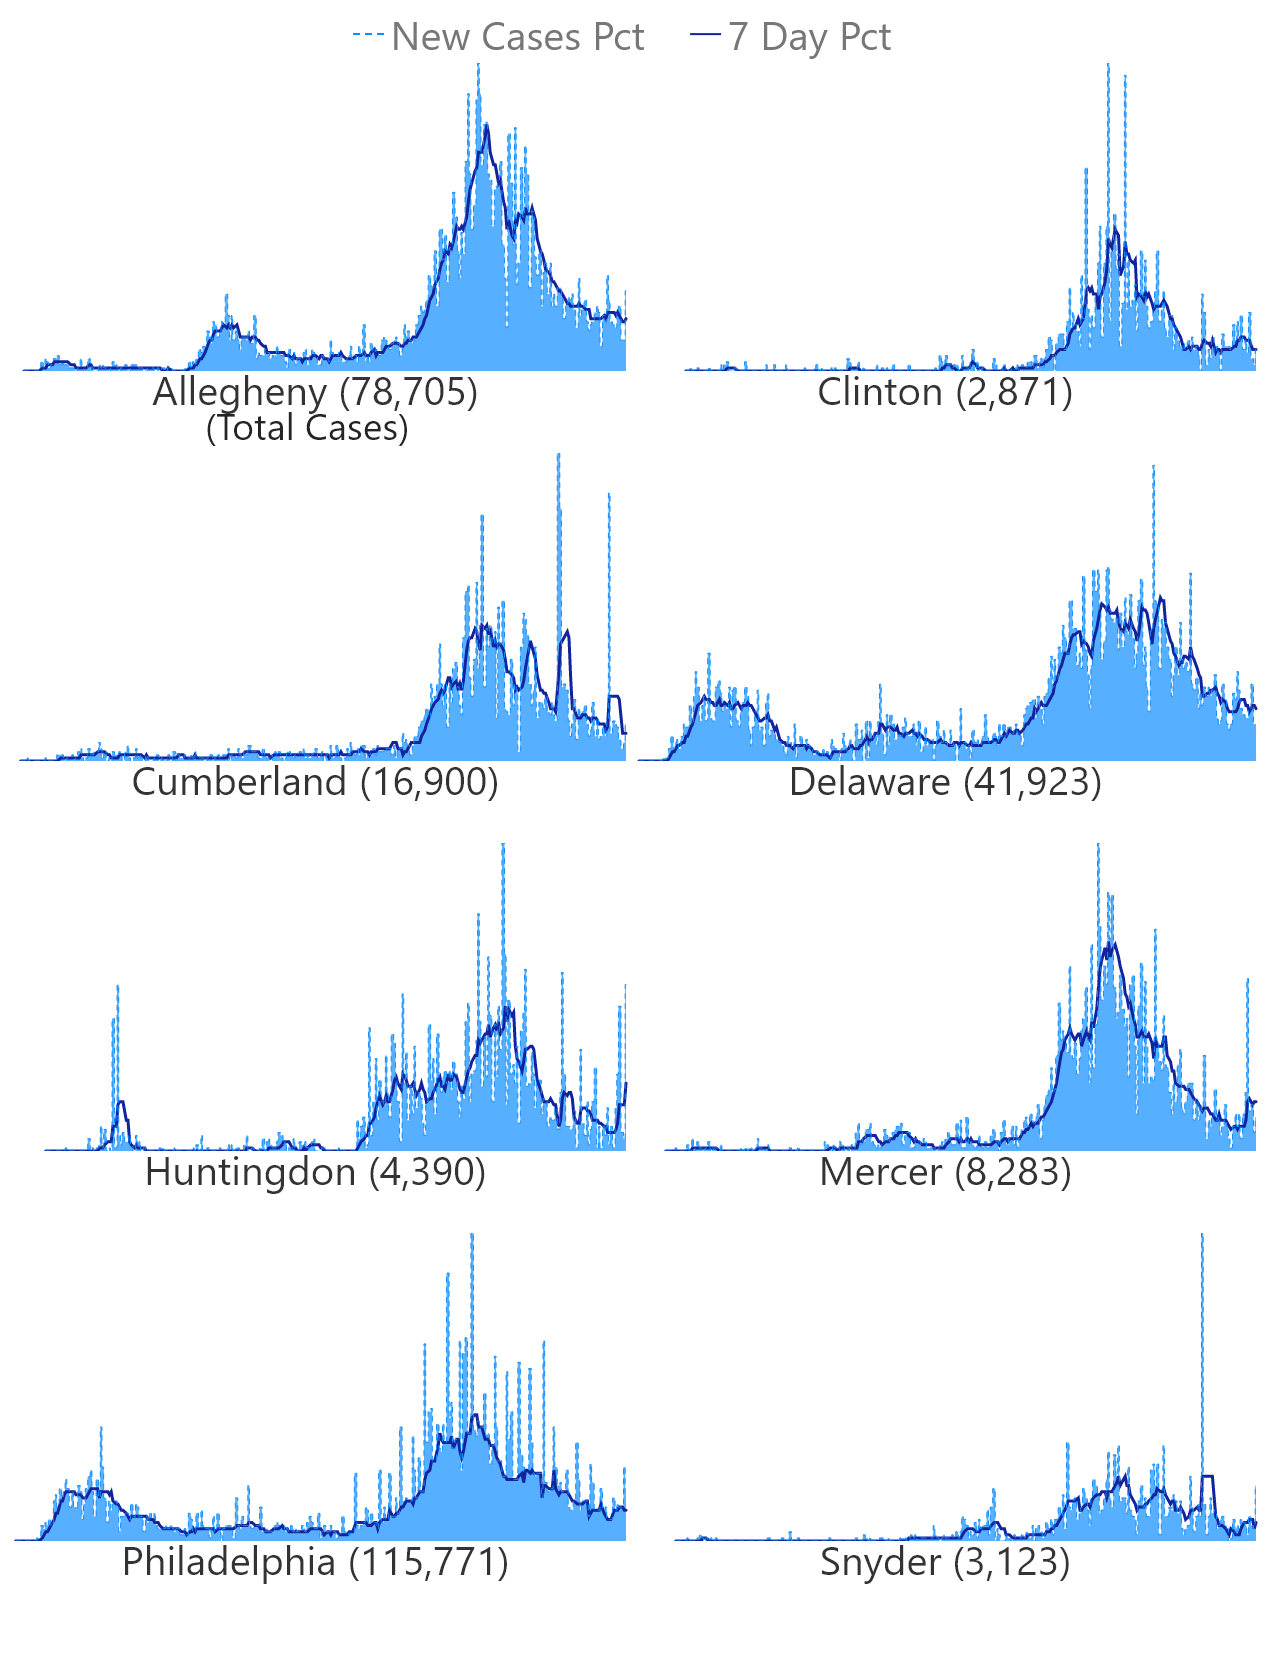 New Cases Pct 7 Day Pct
Allegheny (78,705) Clinton (2,871)
(Total Cases)
Cumberland (16,900) Delaware (41,923)
Huntingdon (4,390) Mercer (8,283)
Philadelphia (115,771) Snyder (3,123)